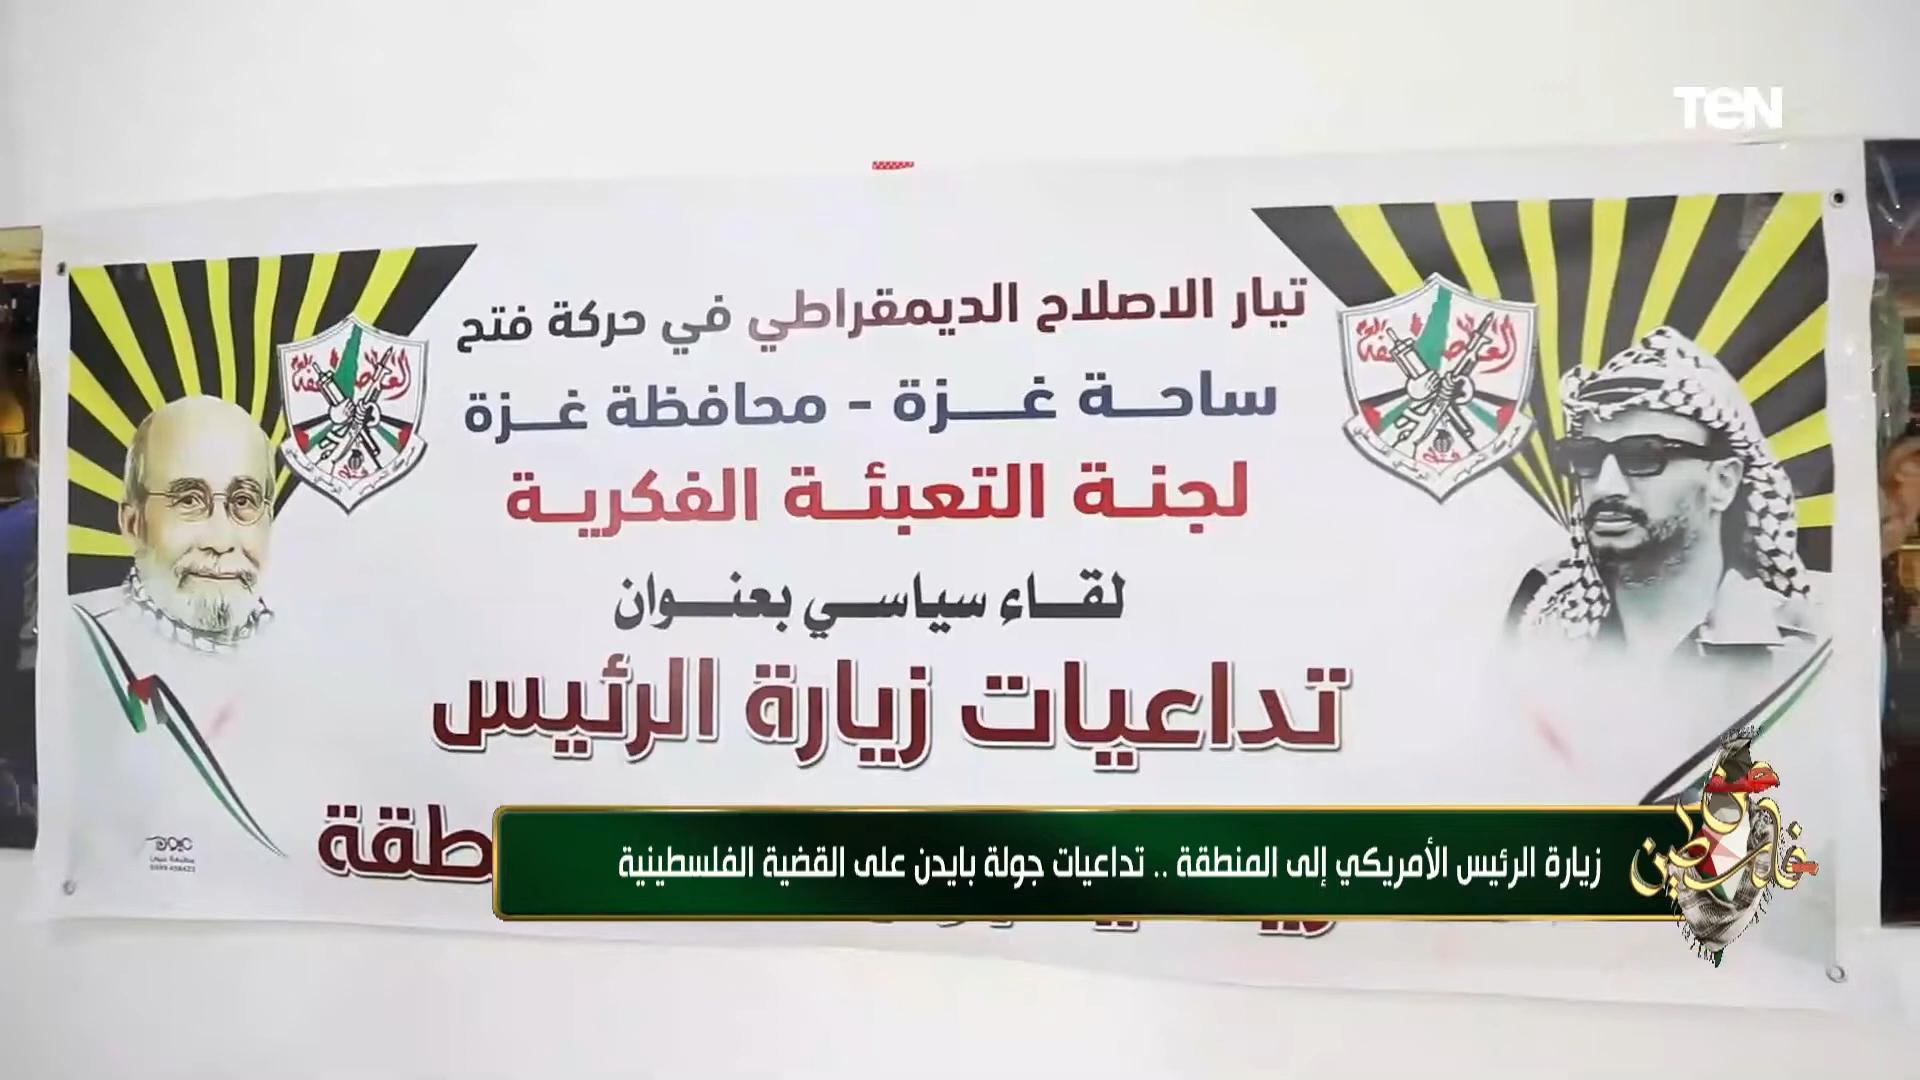 TeN
تيار الاصلاح الديمقراطي في حركة فتح
ساحة غزة - محافظة غزة
لجنة التعبئة الفكرية
لقاء سياسي بعنوان
تداعيات زيارة الرئيس
زيارة الرئيس الأمريكي إلى المنطقة .. تداعيات جولة بايدن على القضية الفلسطينية